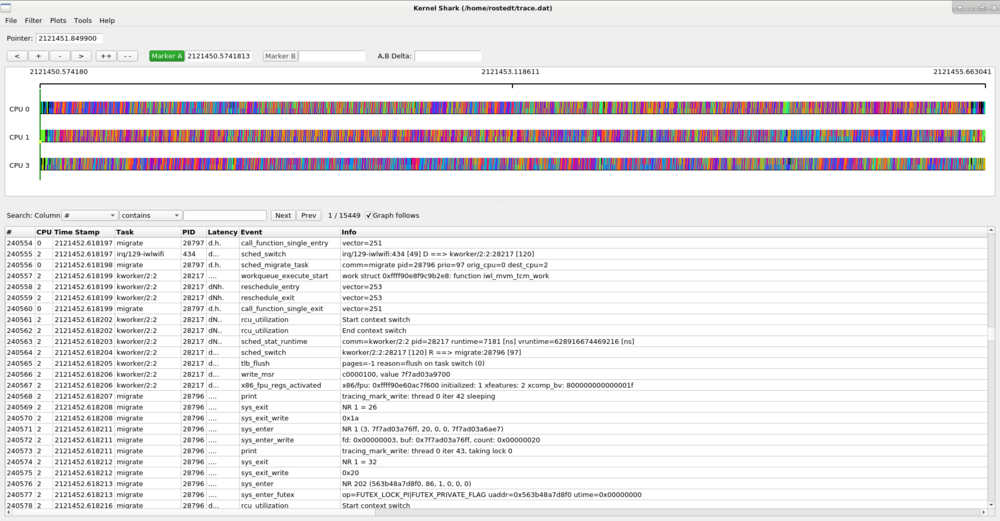 Kernel Shark (/home/rostedt/trace.dat)
File Filter Plots Tools Help
Pointer: 2121451.849900
< + - > ++ - - Marker A 2121450.5741813 Marker B A,B Delta:
2121450.574180 2121453.118611 2121455.663041
CPU 0
CPU 1
CPU 3
Search: Column # contains Next Prev 1 / 15449 Graph follows
# CPU Time Stamp Task PID Latency Event Info
240554 0 2121452.618197 migrate 28797 d.h. call_function_single_entry vector=251
240555 2 2121452.618197 irq/129-iwlwifi 434 d... sched_switch irq/129-iwlwifi:434 [49] D ==> kworker/2:2:28217 [120]
240556 0 2121452.618198 migrate 28797 d.h. sched_migrate_task comm=migrate pid=28796 prio=97 orig_cpu=0 dest_cpu=2
240557 2 2121452.618199 kworker/2:2 28217 .... workqueue_execute_start work struct 0xffff90e8f9c9b2e8: function iwl_mvm_tcm_work
240558 2 2121452.618199 kworker/2:2 28217 dNh. reschedule_entry vector=253
240559 2 2121452.618199 kworker/2:2 28217 dNh. reschedule_exit vector=253
240560 0 2121452.618199 migrate 28797 d.h. call_function_single_exit vector=251
240561 2 2121452.618202 kworker/2:2 28217 dN.. rcu_utilization Start context switch
240562 2 2121452.618202 kworker/2:2 28217 dN.. rcu_utilization End context switch
240563 2 2121452.618203 kworker/2:2 28217 dN.. sched_stat_runtime comm=kworker/2:2 pid=28217 runtime=7181 [ns] vruntime=628916674469216 [ns]
240564 2 2121452.618204 kworker/2:2 28217 d... sched_switch kworker/2:2:28217 [120] R ==> migrate:28796 [97]
240565 2 2121452.618205 kworker/2:2 28217 d... tlb_flush pages=-1 reason=flush on task switch (0)
240566 2 2121452.618206 kworker/2:2 28217 d... write_msr c0000100, value 7f7ad03a9700
240567 2 2121452.618206 kworker/2:2 28217 d... x86_fpu_regs_activated x86/fpu: 0xffff90e60ac7f600 initialized: 1 xfeatures: 2 xcomp_bv: 800000000000001f
240568 2 2121452.618207 migrate 28796 .... print tracing_mark_write: thread 0 iter 42 sleeping
240569 2 2121452.618208 migrate 28796 .... sys_exit NR 1 = 26
240570 2 2121452.618208 migrate 28796 .... sys_exit_write 0x1a
240571 2 2121452.618211 migrate 28796 .... sys_enter NR 1 (3, 7f7ad03a76ff, 20, 0, 0, 7f7ad03a6ae7)
240572 2 2121452.618211 migrate 28796 .... sys_enter_write fd: 0x00000003, buf: 0x7f7ad03a76ff, count: 0x00000020
240573 2 2121452.618211 migrate 28796 .... print tracing_mark_write: thread 0 iter 43, taking lock 0
240574 2 2121452.618212 migrate 28796 .... sys_exit NR 1 = 32
240575 2 2121452.618212 migrate 28796 .... sys_exit_write 0x20
240576 2 2121452.618213 migrate 28796 .... sys_enter NR 202 (563b48a7d8f0, 86, 1, 0, 0, 0)
240577 2 2121452.618213 migrate 28796 .... sys_enter_futex op=FUTEX_LOCK_PI|FUTEX_PRIVATE_FLAG uaddr=0x563b48a7d8f0 utime=0x00000000
240578 2 2121452.618216 migrate 28796 d... rcu_utilization Start context switch